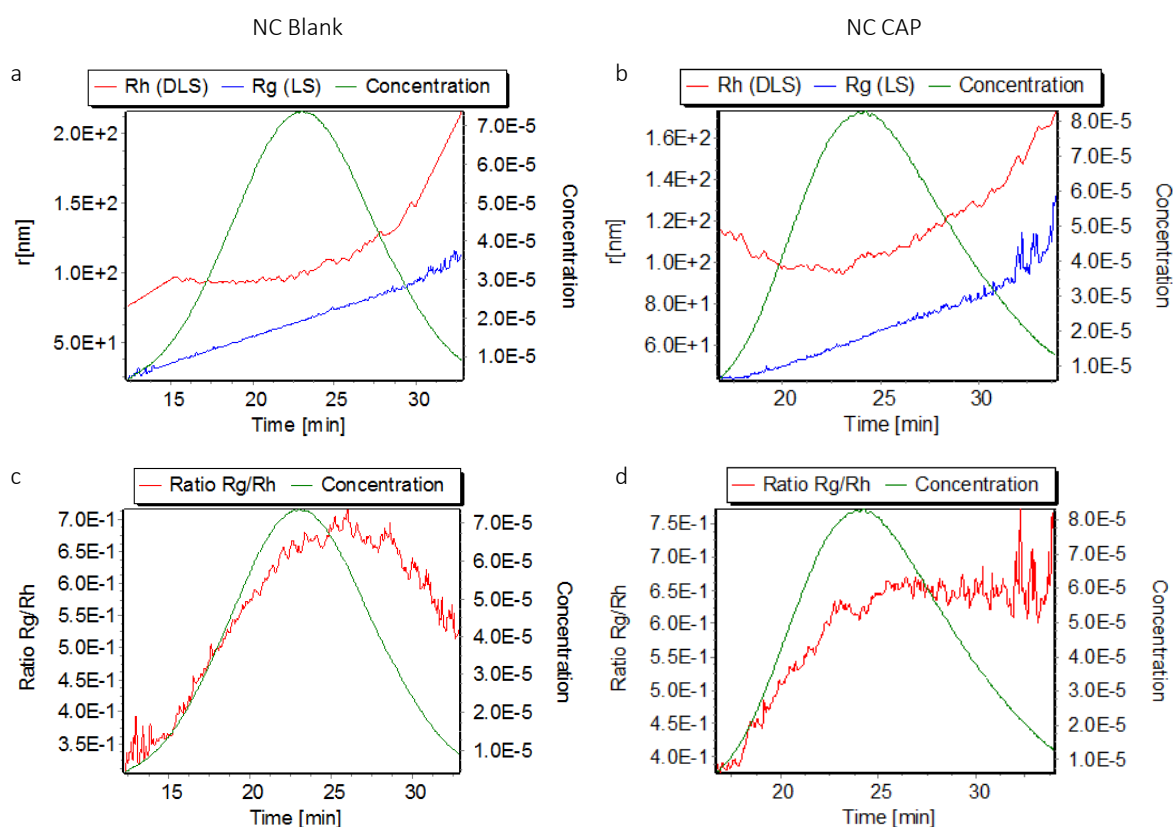 NC Blank
NC CAP
a
Rh (DLS) Rg (LS) Concentration
2.0E+2
1.5E+2
1.0E+2
5.0E+1
r[nm]
7.0E-5
6.0E-5
5.0E-5
4.0E-5
3.0E-5
2.0E-5
1.0E-5
Concentration
15 20 25 30
Time [min]
b
Rh (DLS) Rg (LS) Concentration
1.6E+2
1.4E+2
1.2E+2
1.0E+2
8.0E+1
6.0E+1
r[nm]
8.0E-5
7.0E-5
6.0E-5
5.0E-5
4.0E-5
3.0E-5
2.0E-5
1.0E-5
Concentration
20 25 30
Time [min]
c
Ratio Rg/Rh Concentration
7.0E-1
6.5E-1
6.0E-1
5.5E-1
5.0E-1
4.5E-1
4.0E-1
3.5E-1
Ratio Rg/Rh
7.0E-5
6.0E-5
5.0E-5
4.0E-5
3.0E-5
2.0E-5
1.0E-5
Concentration
15 20 25 30
Time [min]
d
Ratio Rg/Rh Concentration
7.5E-1
7.0E-1
6.5E-1
6.0E-1
5.5E-1
5.0E-1
4.5E-1
4.0E-1
Ratio Rg/Rh
8.0E-5
7.0E-5
6.0E-5
5.0E-5
4.0E-5
3.0E-5
2.0E-5
1.0E-5
Concentration
20 25 30
Time [min]